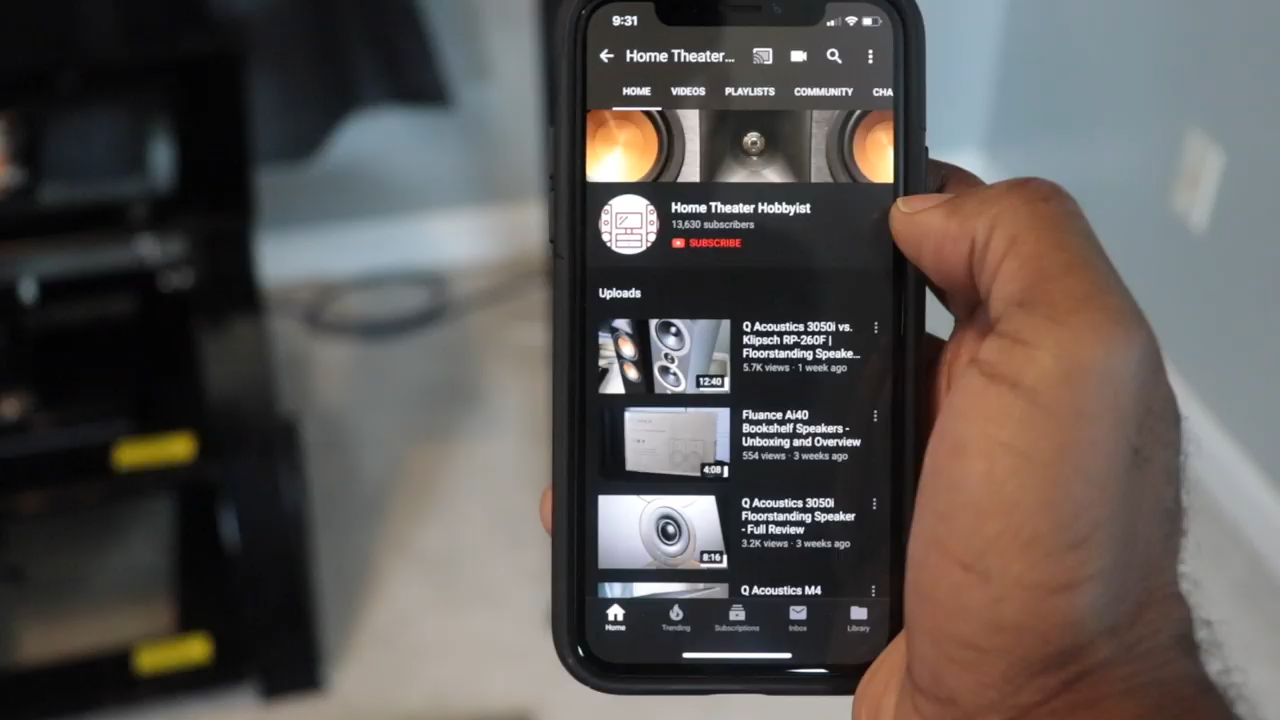 9:31
Home Theater...
HOME VIDEOS PLAYLISTS COMMUNITY CHA
Home Theater Hobbyist
13,630 subscribers
SUBSCRIBE
Uploads
Q Acoustics 3050i vs.
Klipsch RP-260F |
Floorstanding Speake...
5.7K views · 1 week ago
12:40
Fluance Ai40
Bookshelf Speakers -
Unboxing and Overview
554 views · 3 weeks ago
4:08
Q Acoustics 3050i
Floorstanding Speaker
- Full Review
3.2K views · 3 weeks ago
8:16
Q Acoustics M4
Home Trending Subscriptions Inbox Library